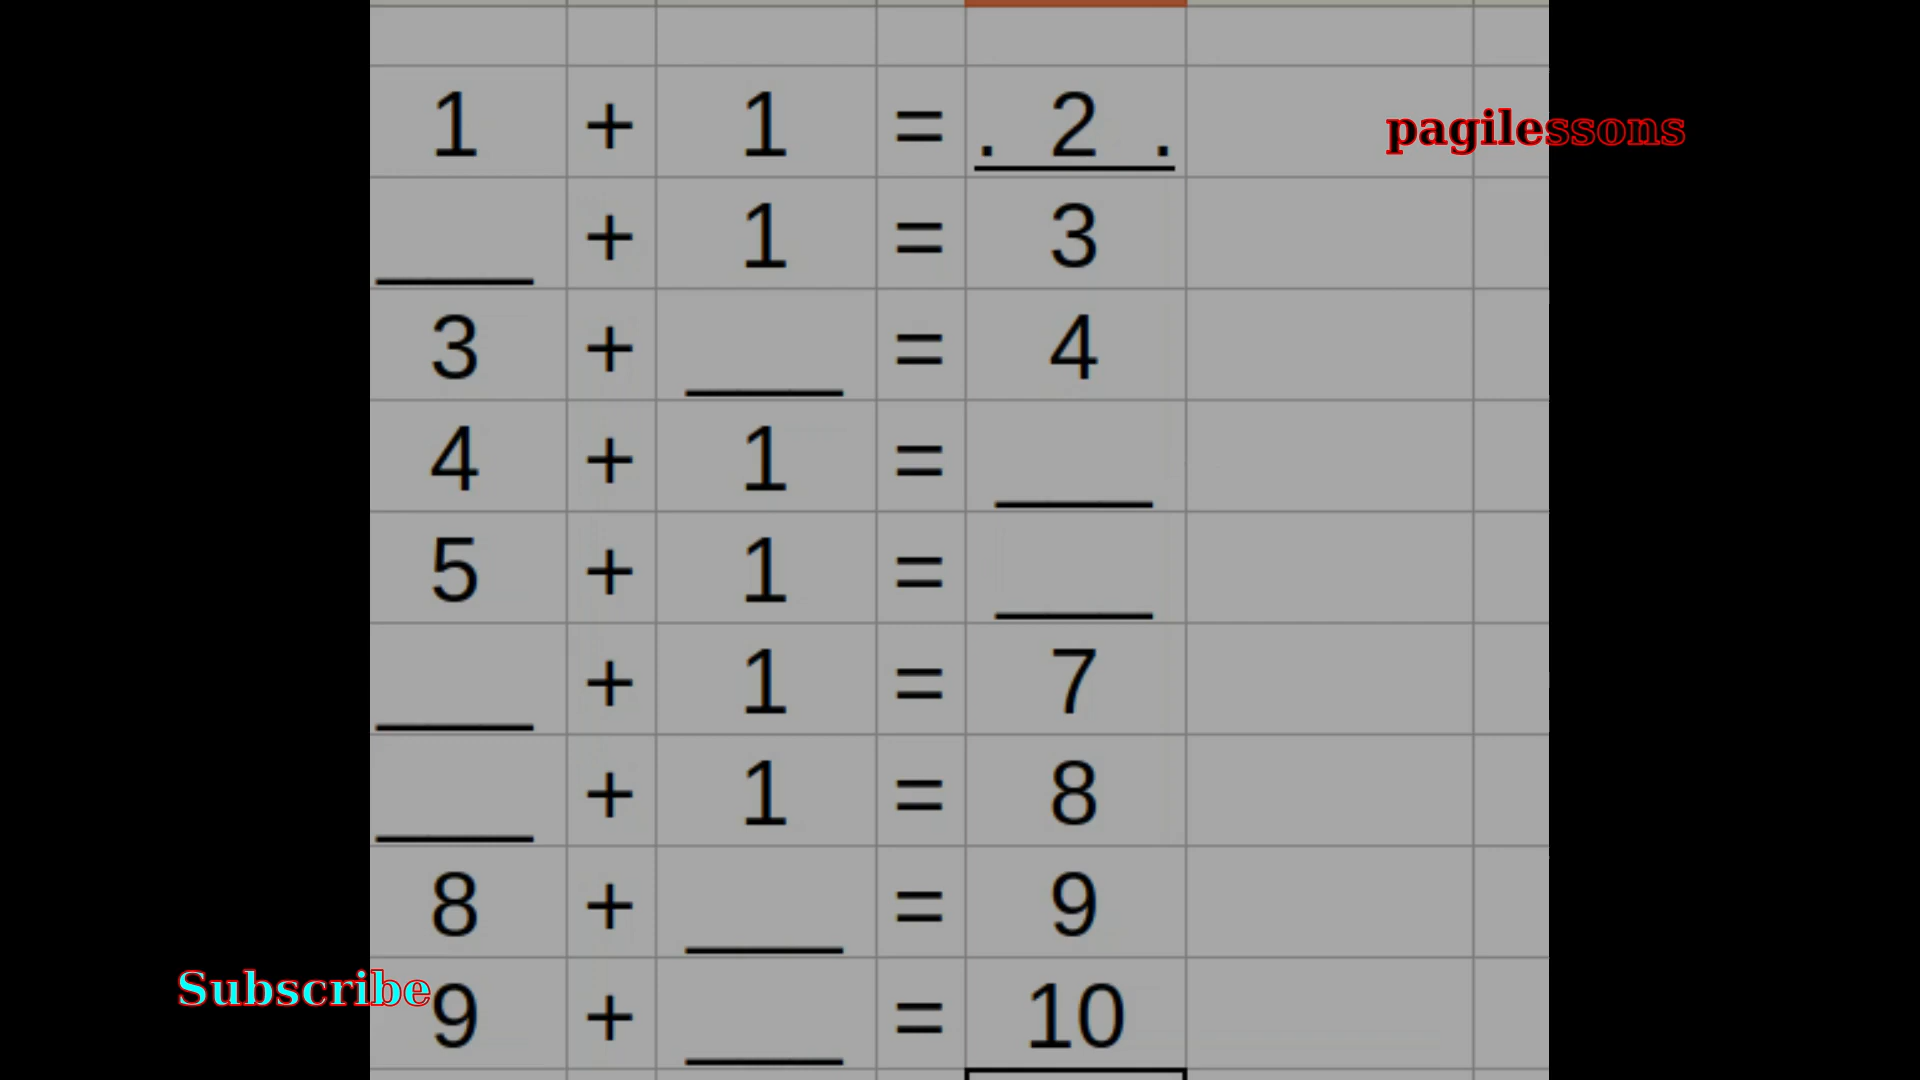 1 + 1 = . 2 .
pagilessons
___ + 1 = 3
3 + ___ = 4
4 + 1 = ___
5 + 1 = ___
___ + 1 = 7
___ + 1 = 8
8 + ___ = 9
Subscribe
9 + ___ = 10